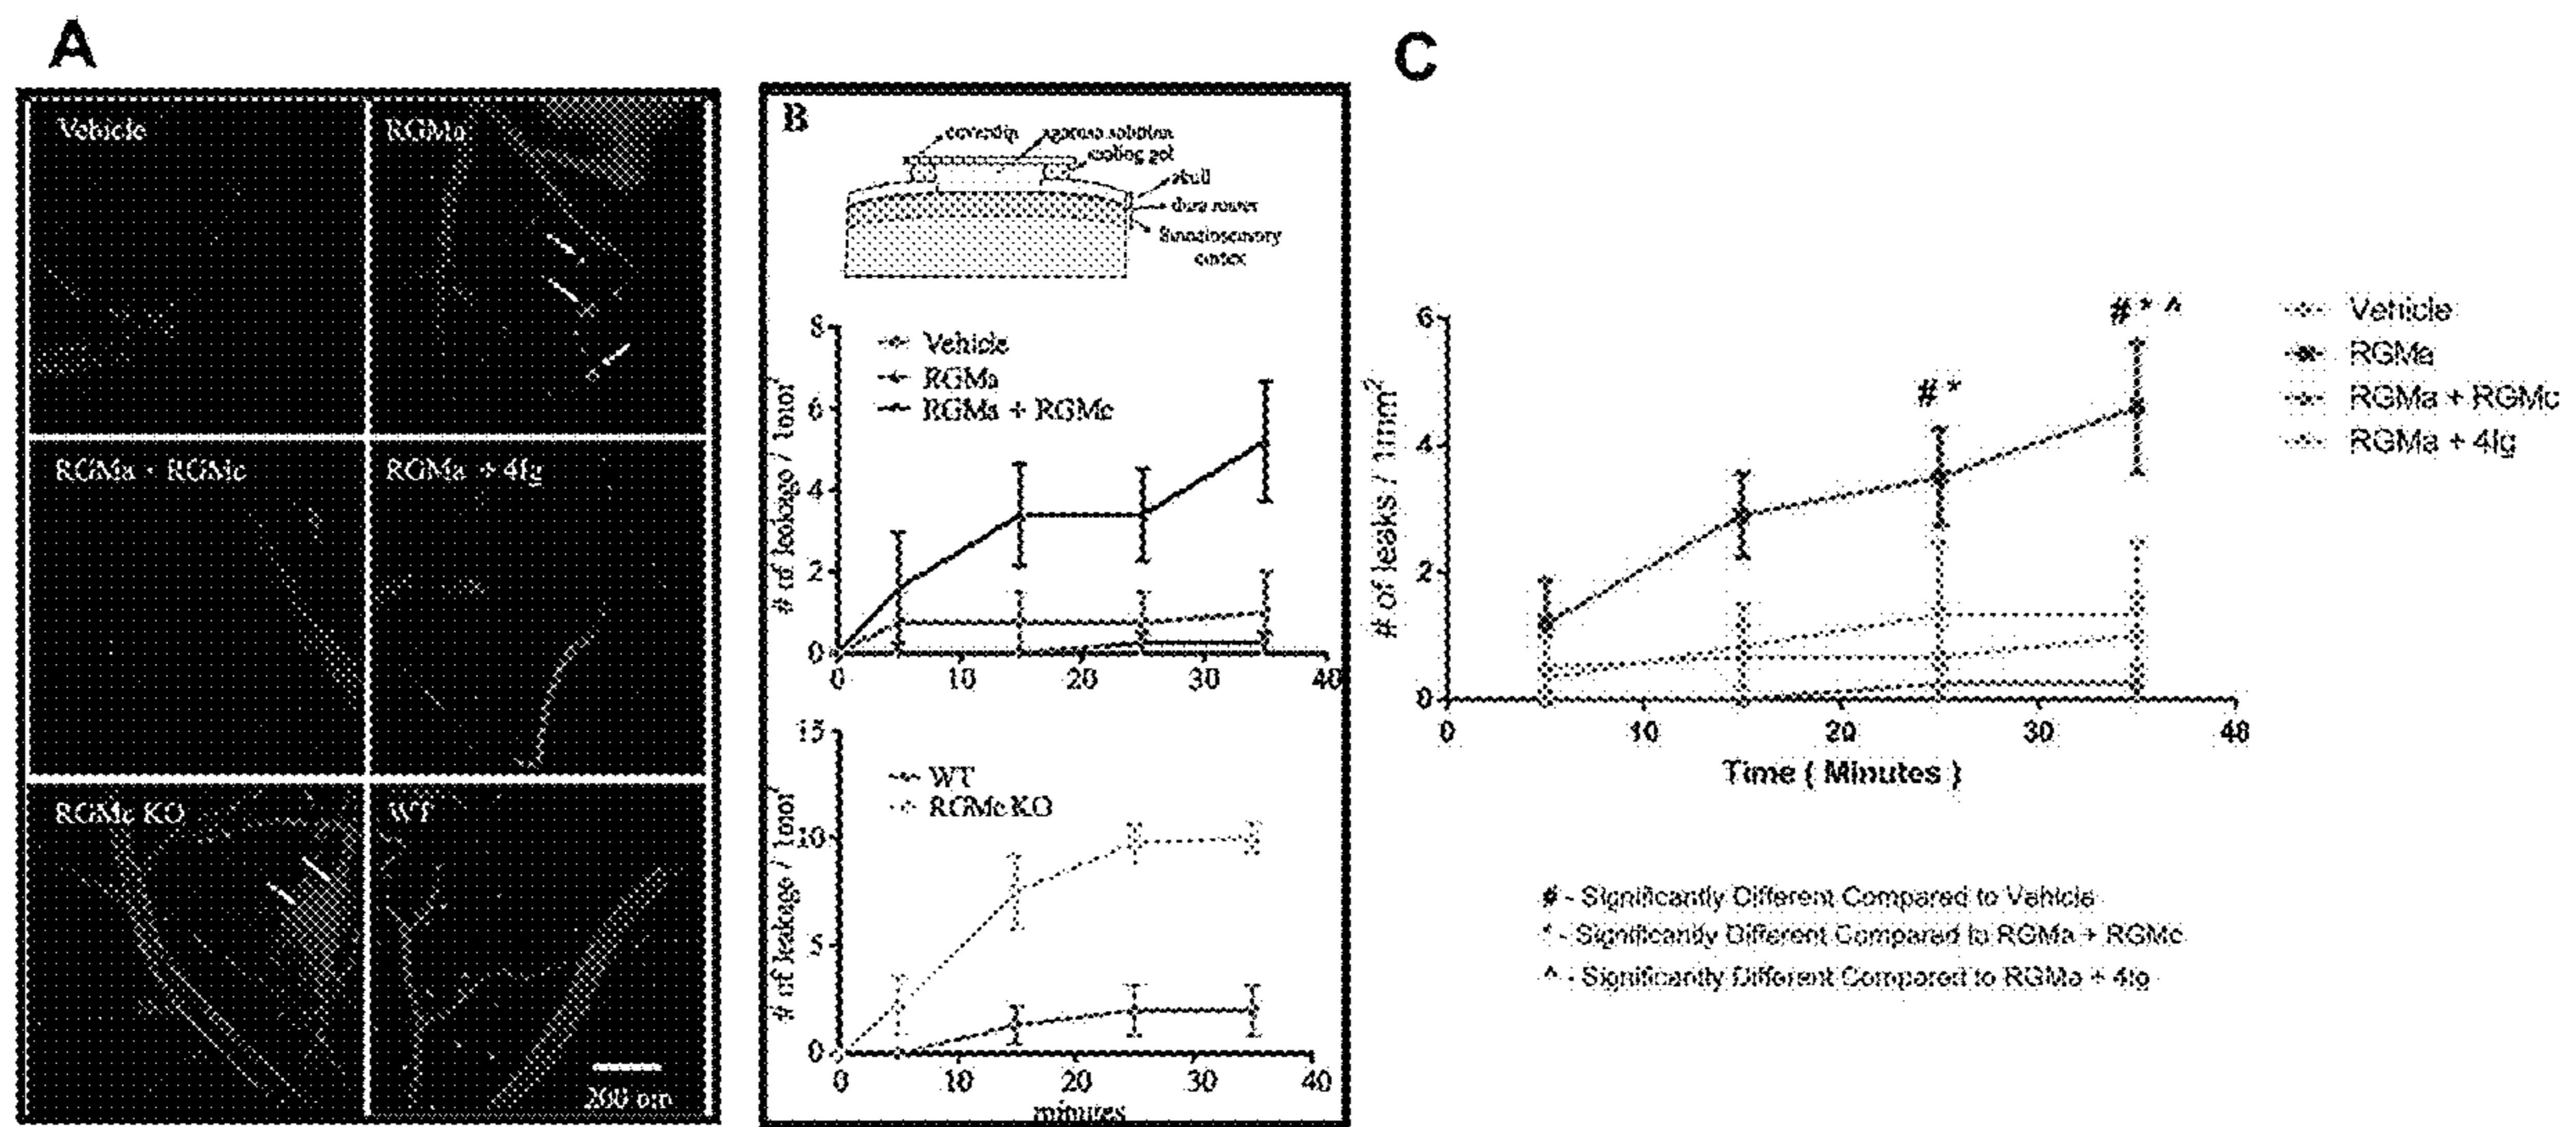 A
Vehicle
RGMa
RGMa + RGMc
RGMa + 4Ig
RGMc KO
WT
200 um
B
coverslip
agarose solution
sealing gel
skull
dura mater
Somatosensory
cortex
# of leakage / 1mm²
8
6
4
2
0
Vehicle
RGMa
RGMa + RGMc
0 10 20 30 40
# of leakage / 1mm²
15
10
5
0
WT
RGMc KO
0 10 20 30 40
minutes
C
# of leaks / 1mm²
6
4
2
0
# *
# * ^
Vehicle
RGMa
RGMa + RGMc
RGMa + 4Ig
0 10 20 30 40
Time ( Minutes )
# - Significantly Different Compared to Vehicle
* - Significantly Different Compared to RGMa + RGMc
^ - Significantly Different Compared to RGMa + 4Ig